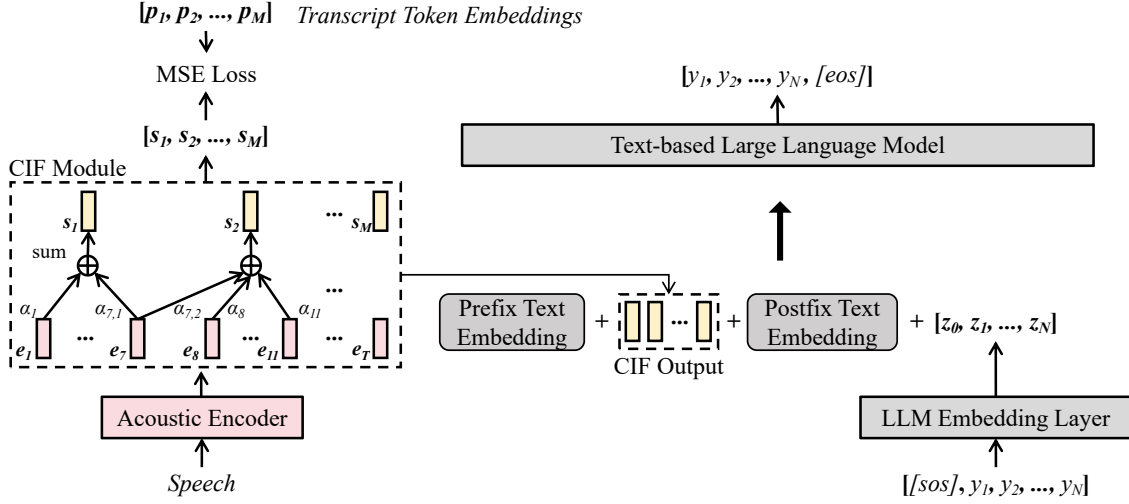 [p1, p2, ..., pM] Transcript Token Embeddings
MSE Loss
[s1, s2, ..., sM]
CIF Module
s1 s2 ... sM
sum
...
α1 α7,1 α7,2 α8 α11
e1 ... e7 e8 ... e11 ... eT
Acoustic Encoder
Speech
[y1, y2, ..., yN, [eos]]
Text-based Large Language Model
Prefix Text
Embedding
+
...
CIF Output
+
Postfix Text
Embedding
+ [z0, z1, ..., zN]
LLM Embedding Layer
[[sos], y1, y2, ..., yN]